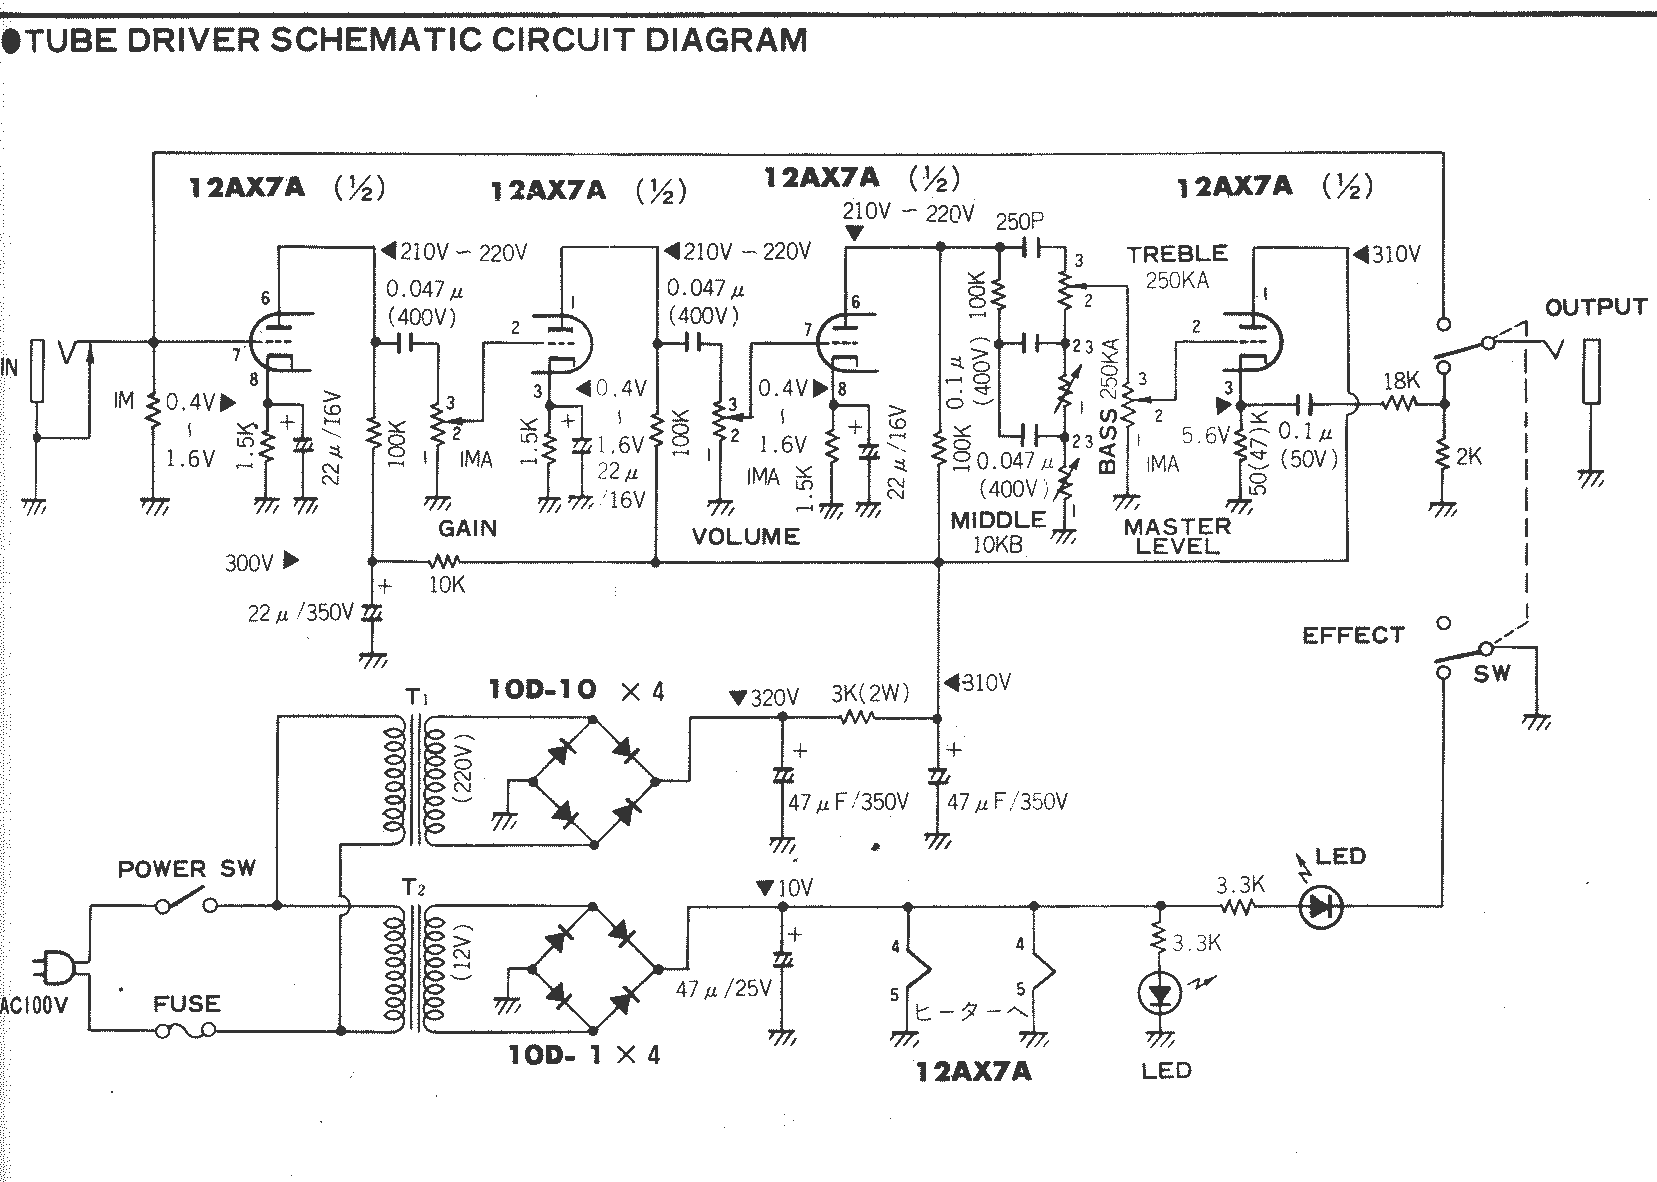 ●TUBE DRIVER SCHEMATIC CIRCUIT DIAGRAM
12AX7A (½)
12AX7A (½)
12AX7A (½)
12AX7A (½)
210V − 220V
250P
◀210V − 220V
◀210V − 220V
TREBLE
250KA
◀310V
0.047μ
(400V)
0.047μ
(400V)
OUTPUT
IN
6
7
8
1
2
3
6
7
8
3
2
1
2
3
100K
0.1μ
(400V)
2 3
1
BASS 250KA
1M
0.4V ▶
≀
1.6V
1.5K
22μ/16V
100K
3
2
1
1MA
GAIN
◀0.4V
≀
1.6V
1.5K
22μ
/16V
100K
3
2
1
1MA
VOLUME
0.4V ▶
≀
1.6V
1.5K
22μ/16V
100K
2 3
0.047μ
(400V)
1
MIDDLE
10KB
3
2
1
1MA
MASTER
LEVEL
5.6V
50(47)K
0.1μ
(50V)
18K
2K
300V ▶
10K
22μ/350V
+
+
+
+
EFFECT
SW
T1
10D-10 × 4
(220V)
▼320V
3K(2W)
◀310V
+
47μF/350V
+
47μF/350V
POWER SW
T2
(12V)
▼10V
+
47μ/25V
AC100V
FUSE
10D- 1 × 4
4
5
4
5
ヒーターへ
12AX7A
3.3K
LED
3.3K
LED